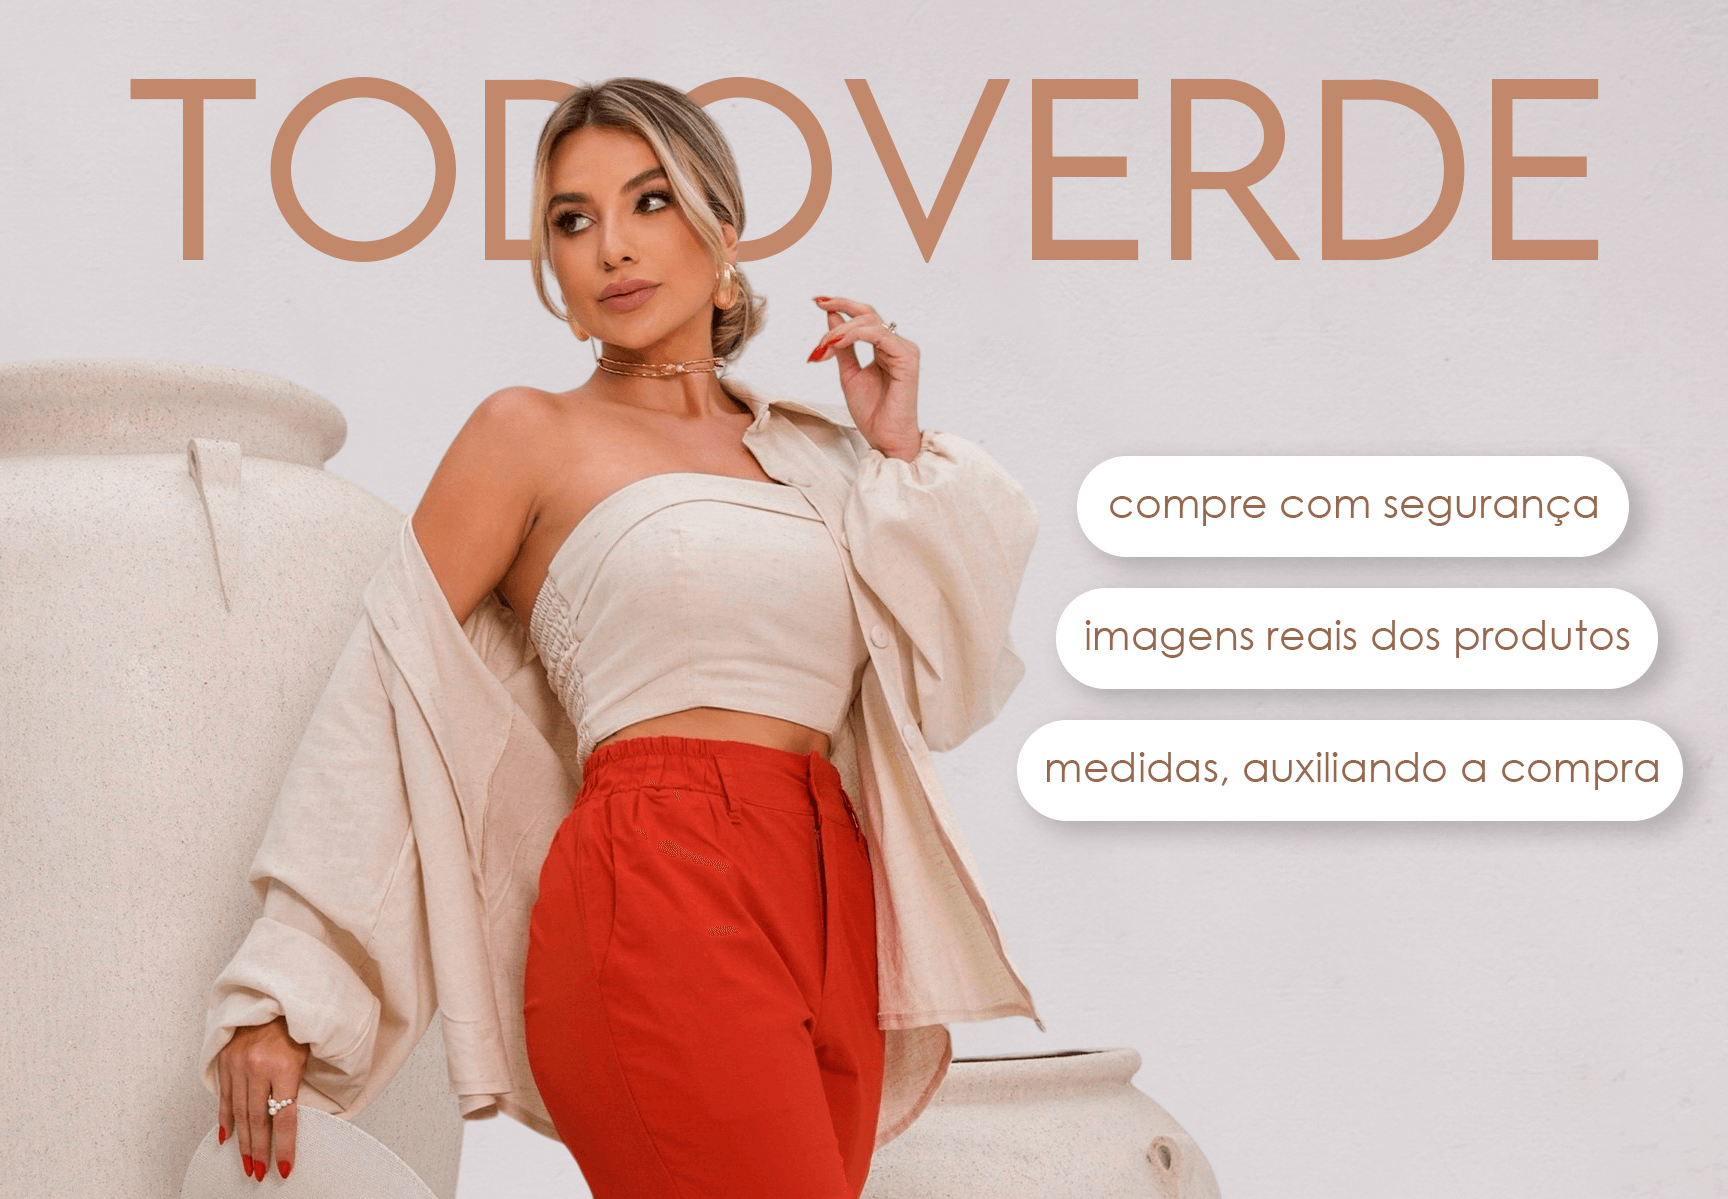 TODOVERDE
compre com segurança
imagens reais dos produtos
medidas, auxiliando a compra